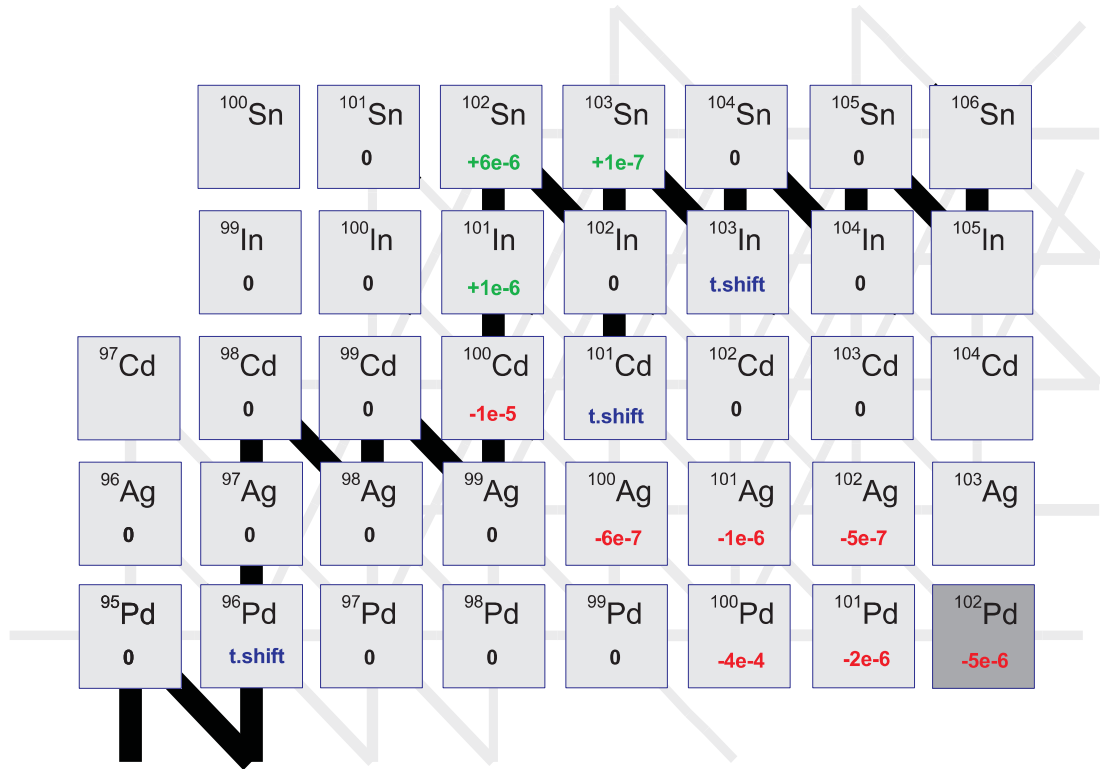 100Sn 101Sn 102Sn 103Sn 104Sn 105Sn 106Sn
0 +6e-6 +1e-7 0 0
99In 100In 101In 102In 103In 104In 105In
0 0 +1e-6 0 t.shift 0
97Cd 98Cd 99Cd 100Cd 101Cd 102Cd 103Cd 104Cd
0 0 -1e-5 t.shift 0 0
96Ag 97Ag 98Ag 99Ag 100Ag 101Ag 102Ag 103Ag
0 0 0 0 -6e-7 -1e-6 -5e-7
95Pd 96Pd 97Pd 98Pd 99Pd 100Pd 101Pd 102Pd
0 t.shift 0 0 0 -4e-4 -2e-6 -5e-6